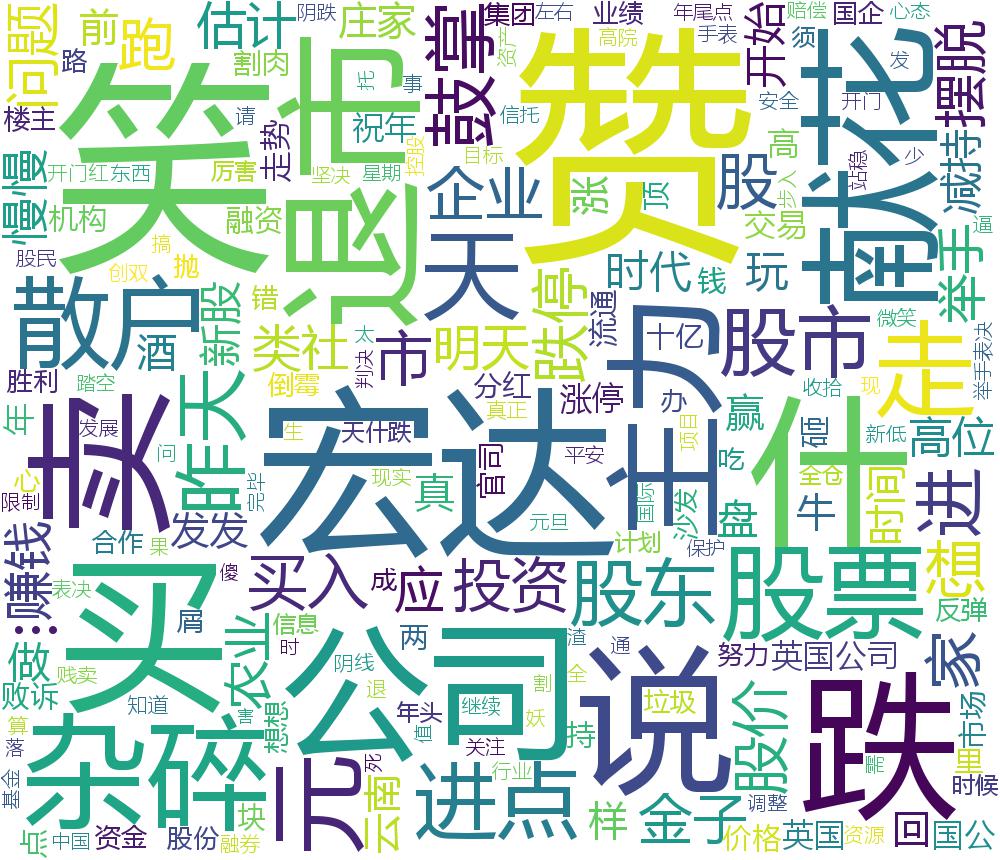 问题
前
跑
估计
阴跌
庄家
鼓掌
集团
左右
业绩
年尾点
手表
开始
赔偿
国企
心态
须
摆脱
路
割肉
托
资产
高院
赞
献花
发
楼主
笑
退市
请
事
祝年
信托
安全
开门
慢慢
开门红
东西
走势
厉害
坚决
星期
控股
目标
企业
涨
顶
股
高
交易
站稳
少
减持
机构
融资
天
步入
举手
逼
股民
搞
创双
抛
时代
钱
玩
散户
酒
新股
错
类社
太
判决
市
明天
跌停
流通
十亿
股市
走
微笑
举手表决
胜利
踏空
倒霉
分红
真正
涨停
办
赢
收拾
现
年
卖
发展
昨天
生
天什跌
宏达
主力
项目
砸
什
新低
高位
心
问
现实
真
官司
平安
吃
全仓
限制
完毕
国际
沙发
盘
牛
时间
进
赚钱
合作
果
发发
元旦
计划
保护
表决
买
傻
买入
成
应
投资
股东
股票
想
反弹
屑
农业
信息
时
公司
两
渣
通
说
努力
英国公司
家
做
贱卖
阴线
退
全
割
垃圾
股价
败诉
知道
想想
害
年头
值
继续
妖
关注
持
跌
市场
算
落
杂碎
元
死
云南
进点
行业
样
金子
调整
需
里
时候
基金
点
中国
资金
股份
块
融券
价格
英国
资源
回
国公